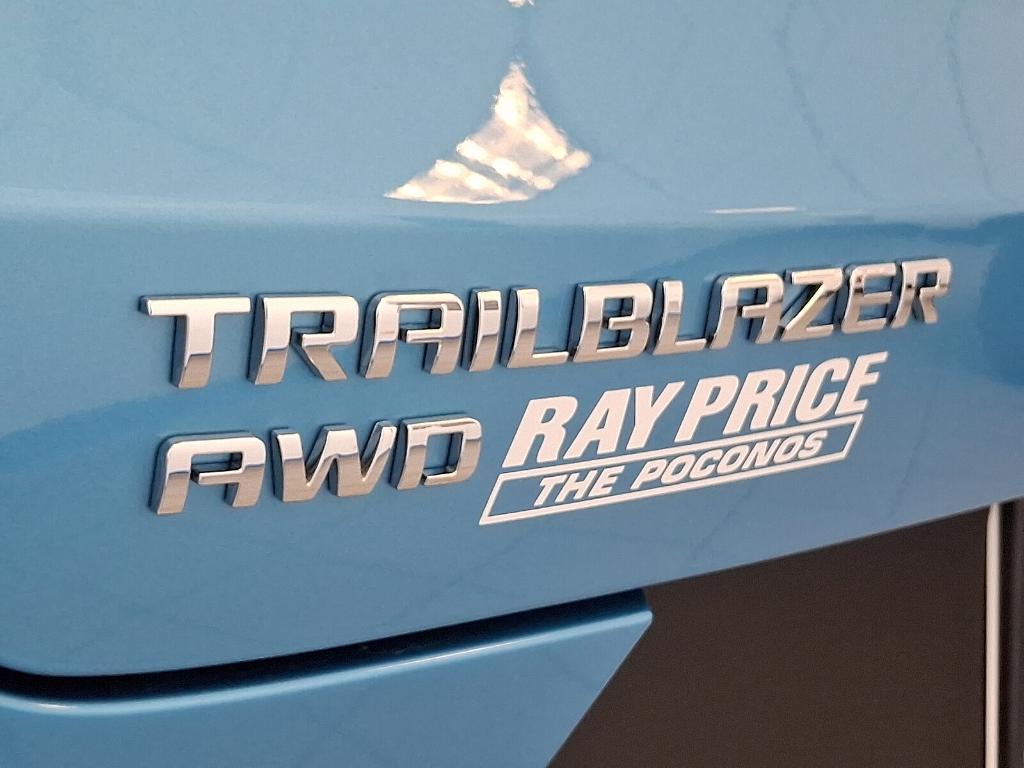 TRAILBLAZER
AWD
RAY PRICE
THE POCONOS